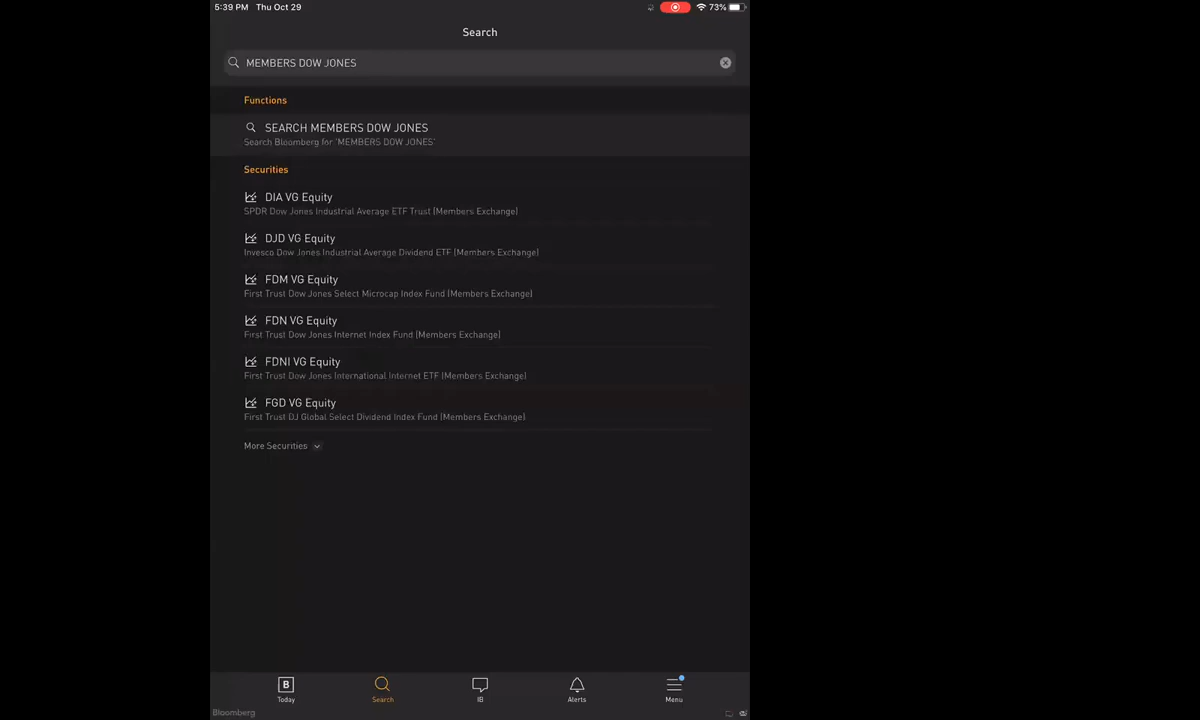 5:39 PM Thu Oct 29 73%
Search
MEMBERS DOW JONES
Functions
SEARCH MEMBERS DOW JONES
Search Bloomberg for 'MEMBERS DOW JONES'
Securities
DIA VG Equity
SPDR Dow Jones Industrial Average ETF Trust (Members Exchange)
DJD VG Equity
Invesco Dow Jones Industrial Average Dividend ETF (Members Exchange)
FDM VG Equity
First Trust Dow Jones Select Microcap Index Fund (Members Exchange)
FDN VG Equity
First Trust Dow Jones Internet Index Fund (Members Exchange)
FDNI VG Equity
First Trust Dow Jones International Internet ETF (Members Exchange)
FGD VG Equity
First Trust DJ Global Select Dividend Index Fund (Members Exchange)
More Securities
B
Today Search IB Alerts Menu
Bloomberg